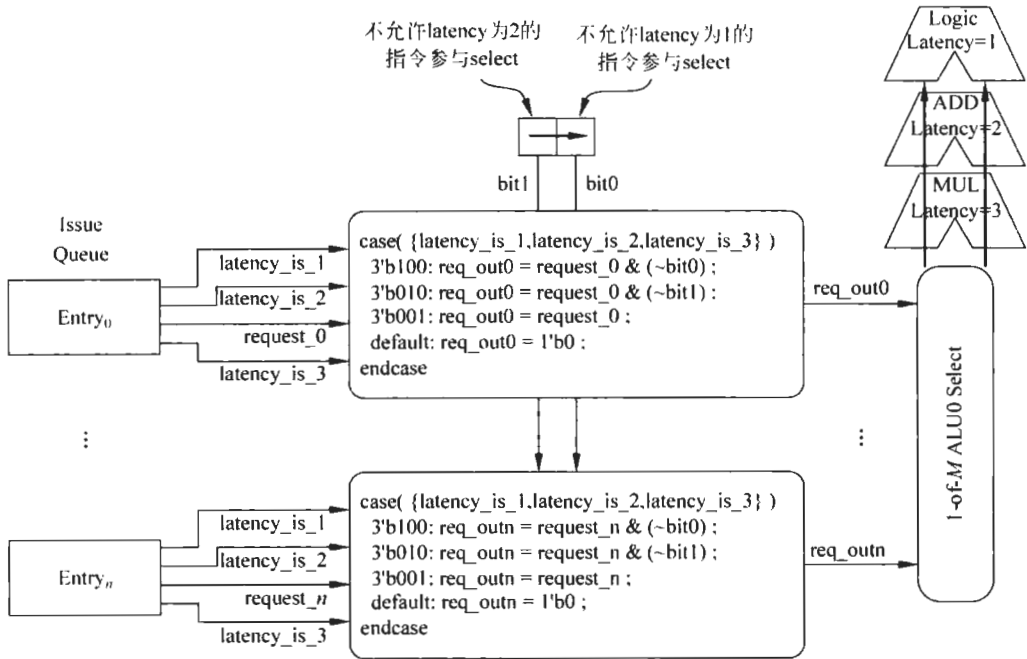 不允许latency为2的
指令参与select
不允许latency为1的
指令参与select
Logic
Latency=1
ADD
Latency=2
MUL
Latency=3
bit1
bit0
Issue
Queue
Entry0
latency_is_1
latency_is_2
request_0
latency_is_3
case( {latency_is_1,latency_is_2,latency_is_3} )
3'b100: req_out0 = request_0 & (~bit0) ;
3'b010: req_out0 = request_0 & (~bit1) ;
3'b001: req_out0 = request_0 ;
default: req_out0 = 1'b0 ;
endcase
req_out0
⋮
⋮
1-of-M ALU0 Select
Entryn
latency_is_1
latency_is_2
request_n
latency_is_3
case( {latency_is_1,latency_is_2,latency_is_3} )
3'b100: req_outn = request_n & (~bit0) ;
3'b010: req_outn = request_n & (~bit1) ;
3'b001: req_outn = request_n ;
default: req_outn = 1'b0 ;
endcase
req_outn